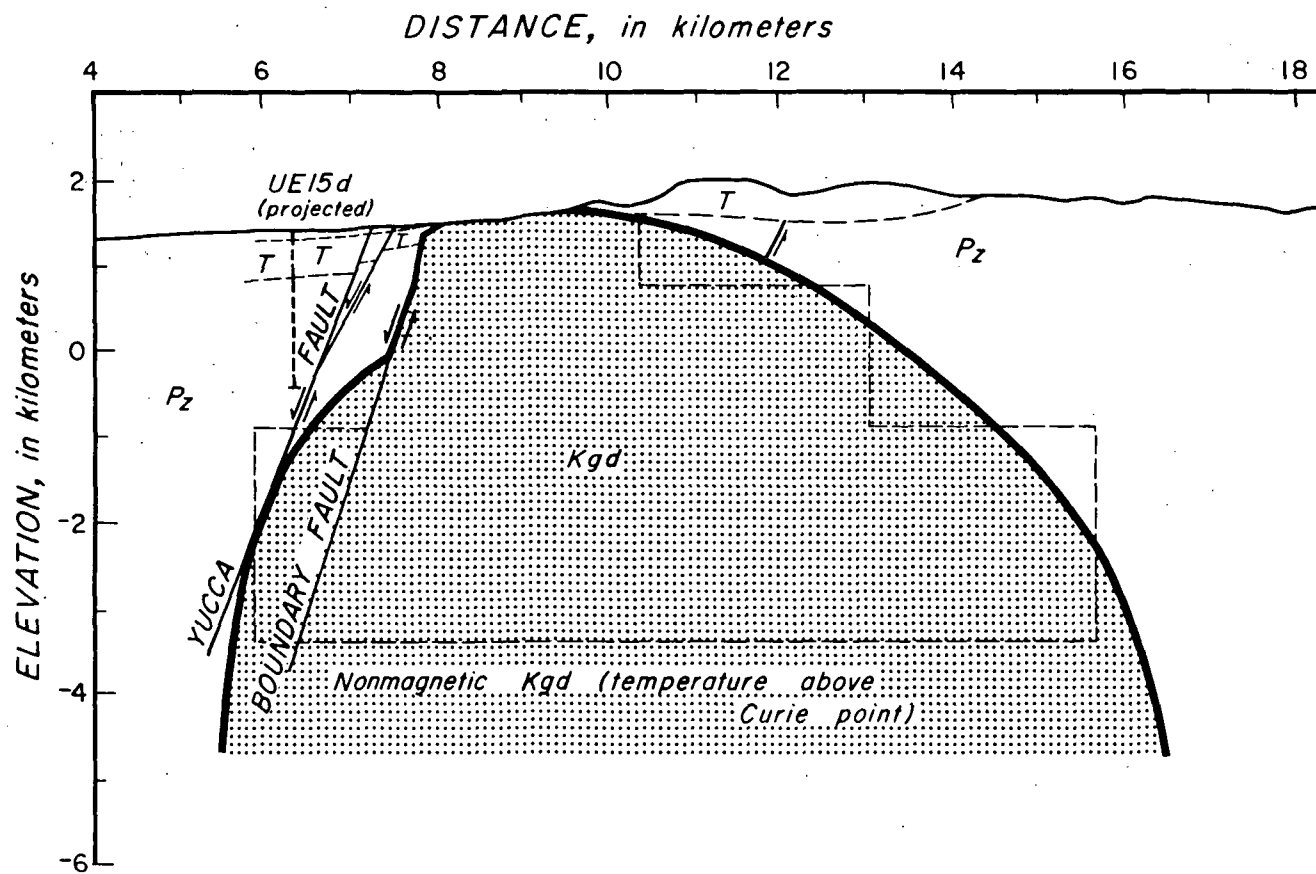 DISTANCE, in kilometers
4 6 8 10 12 14 16 18
ELEVATION, in kilometers
2
0
-2
-4
-6
UE15d
(projected)
T
T
T
T
Pz
Pz
Kgd
YUCCA FAULT
BOUNDARY FAULT
Nonmagnetic Kgd (temperature above
Curie point)